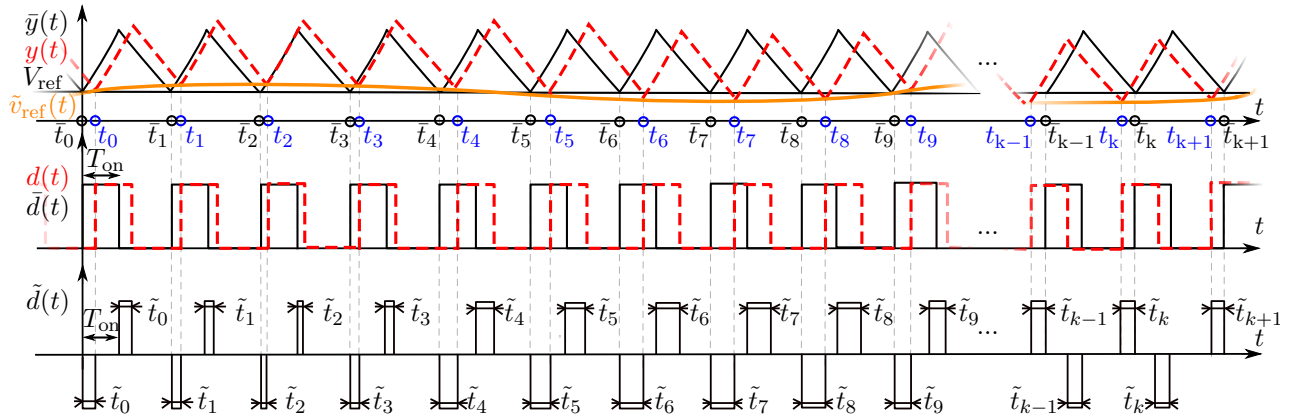 ȳ(t)
y(t)
V_ref
ṽ_ref(t)
...
t
t̄_0 t_0 t̄_1 t_1 t̄_2 t_2 t̄_3 t_3 t̄_4 t_4 t̄_5 t_5 t̄_6 t_6 t̄_7 t_7 t̄_8 t_8 t̄_9 t_9 t_k−1 t̄_k−1 t_k t̄_k t_k+1 t̄_k+1
T_on
d(t)
d̄(t)
...
t
d̃(t)
t̃_0 t̃_1 t̃_2 t̃_3 t̃_4 t̃_5 t̃_6 t̃_7 t̃_8 t̃_9 t̃_k−1 t̃_k t̃_k+1
T_on
...
t
t̃_0 t̃_1 t̃_2 t̃_3 t̃_4 t̃_5 t̃_6 t̃_7 t̃_8 t̃_9 t̃_k−1 t̃_k